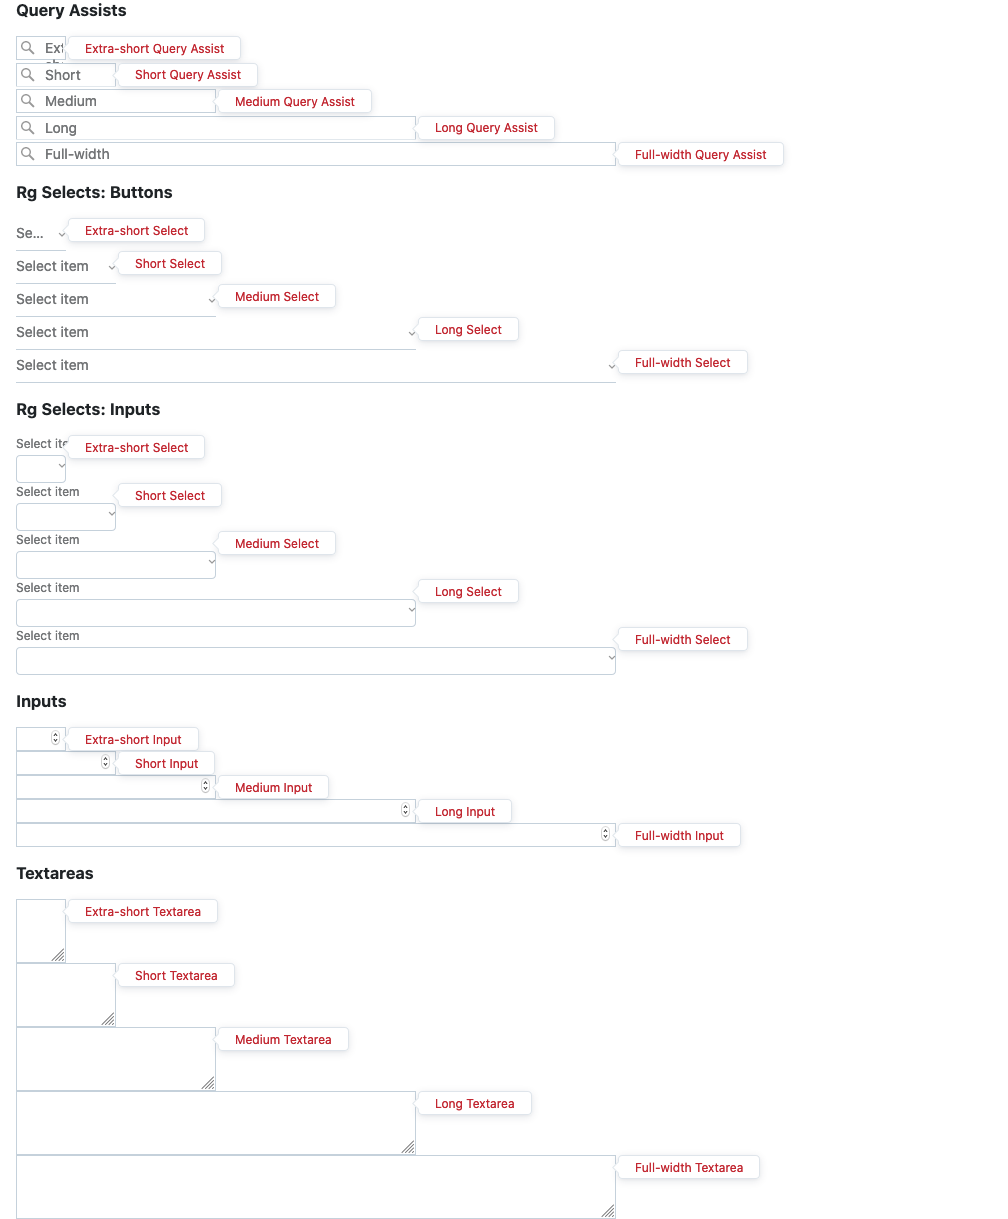 Query Assists
Ext
Extra-short Query Assist
Short
Short Query Assist
Medium
Medium Query Assist
Long
Long Query Assist
Full-width
Full-width Query Assist
Rg Selects: Buttons
Se...
Extra-short Select
Select item
Short Select
Select item
Medium Select
Select item
Long Select
Select item
Full-width Select
Rg Selects: Inputs
Select ite
Extra-short Select
Select item
Short Select
Select item
Medium Select
Select item
Long Select
Select item
Full-width Select
Inputs
Extra-short Input
Short Input
Medium Input
Long Input
Full-width Input
Textareas
Extra-short Textarea
Short Textarea
Medium Textarea
Long Textarea
Full-width Textarea